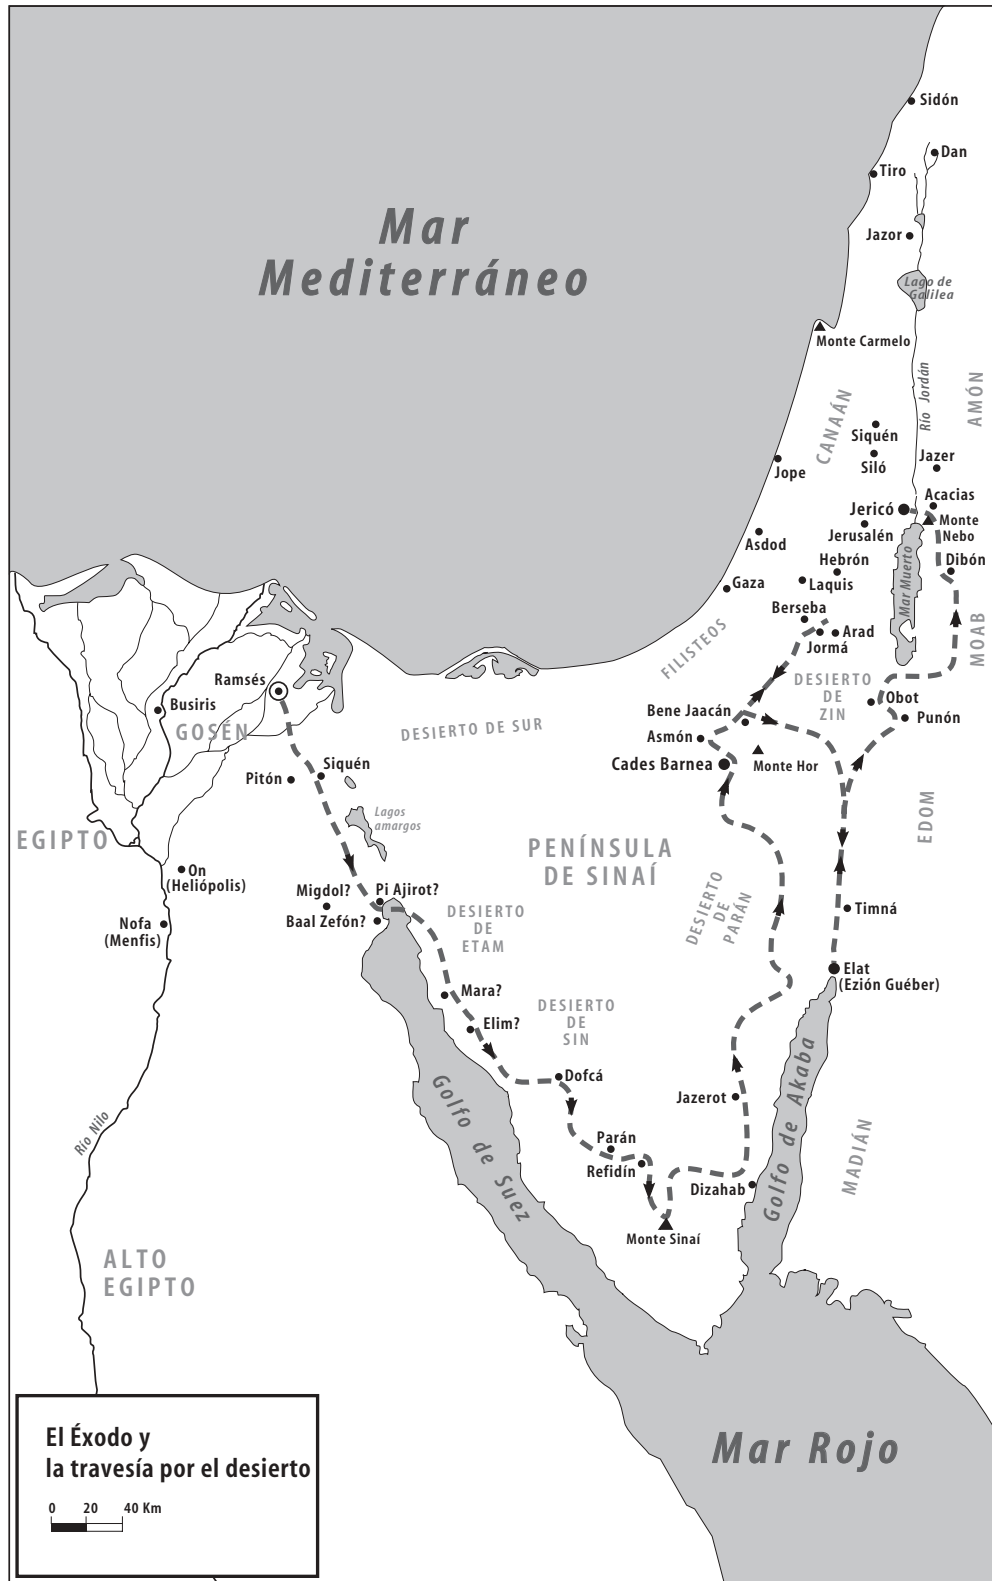 Sidón
Dan
Tiro
Mar
Mediterráneo
Jazor
Lago de
Galilea
Monte Carmelo
Río Jordán
AMÓN
CANAÁN
Siquén
Siló
Jope
Jazer
Acacias
Jericó
Monte
Nebo
Jerusalén
Asdod
Dibón
Hebrón
Mar Muerto
Gaza
Laquis
Berseba
Arad
Jormá
FILISTEOS
MOAB
DESIERTO
DE
ZIN
Ramsés
Busiris
GOSÉN
DESIERTO DE SUR
Obot
Punón
Bene Jaacán
Asmón
Cades Barnea
Monte Hor
Siquén
Pitón
Lagos
amargos
EGIPTO
EDOM
PENÍNSULA
DE SINAÍ
On
(Heliópolis)
Migdol?
Pi Ajirot?
Baal Zefón?
DESIERTO
DE
ETAM
DESIERTO
DE
PARÁN
Nofa
(Menfis)
Timná
Elat
(Ezión Guéber)
Mara?
Elim?
DESIERTO
DE
SIN
Dofcá
Jazerot
Golfo de Suez
Golfo de Akaba
Río Nilo
Parán
Refidín
MADIÁN
Dizahab
Monte Sinaí
ALTO
EGIPTO
Mar Rojo
El Éxodo y
la travesía por el desierto
0 20 40 Km